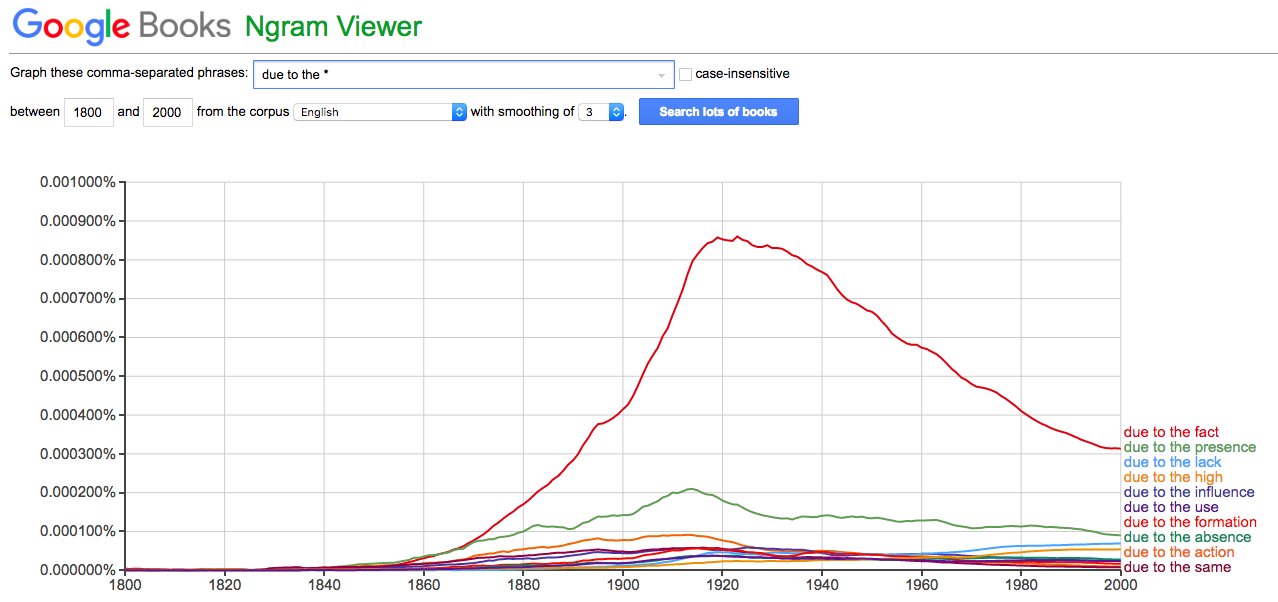 Google Books Ngram Viewer
Graph these comma-separated phrases: due to the * case-insensitive
between 1800 and 2000 from the corpus English with smoothing of 3 . Search lots of books
0.001000%
0.000900%
0.000800%
0.000700%
0.000600%
0.000500%
0.000400%
0.000300%
0.000200%
0.000100%
0.00000%
due to the fact
due to the presence
due to the lack
due to the high
due to the influence
due to the use
due to the formation
due to the absence
due to the action
due to the same
1800 1820 1840 1860 1880 1900 1920 1940 1960 1980 2000